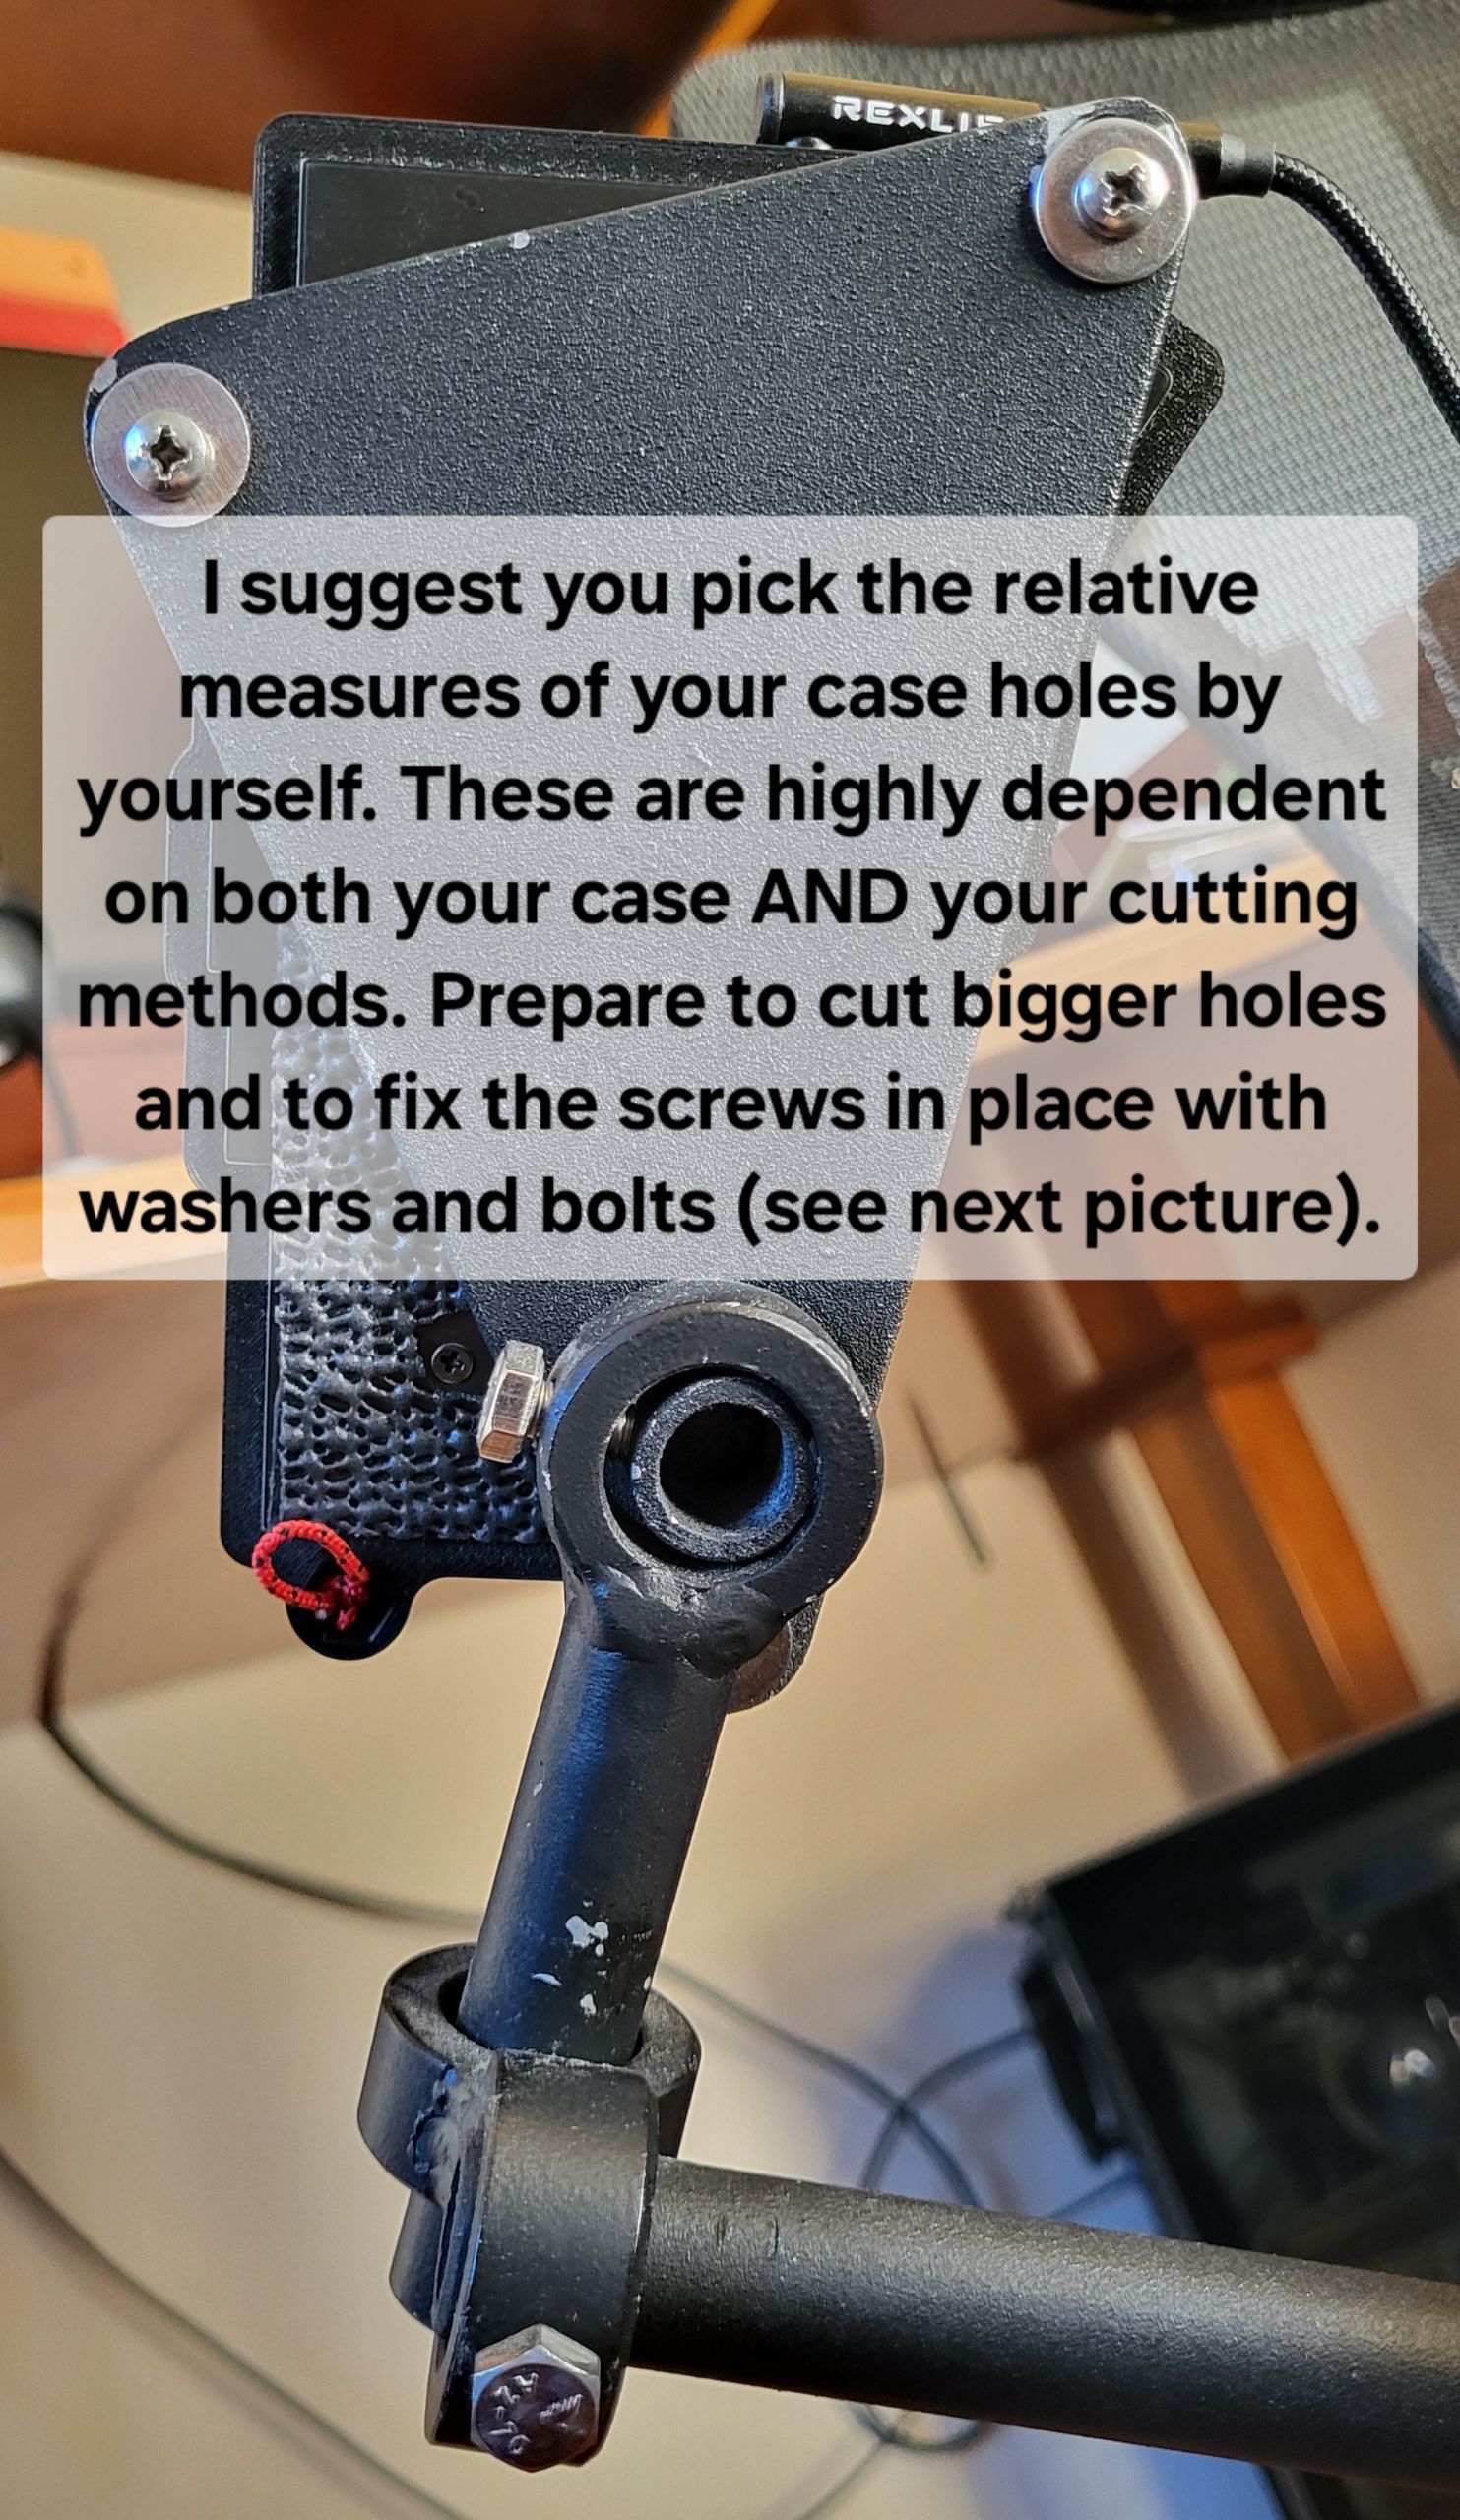 REXLI
I suggest you pick the relative
measures of your case holes by
yourself. These are highly dependent
on both your case AND your cutting
methods. Prepare to cut bigger holes
and to fix the screws in place with
washers and bolts (see next picture).